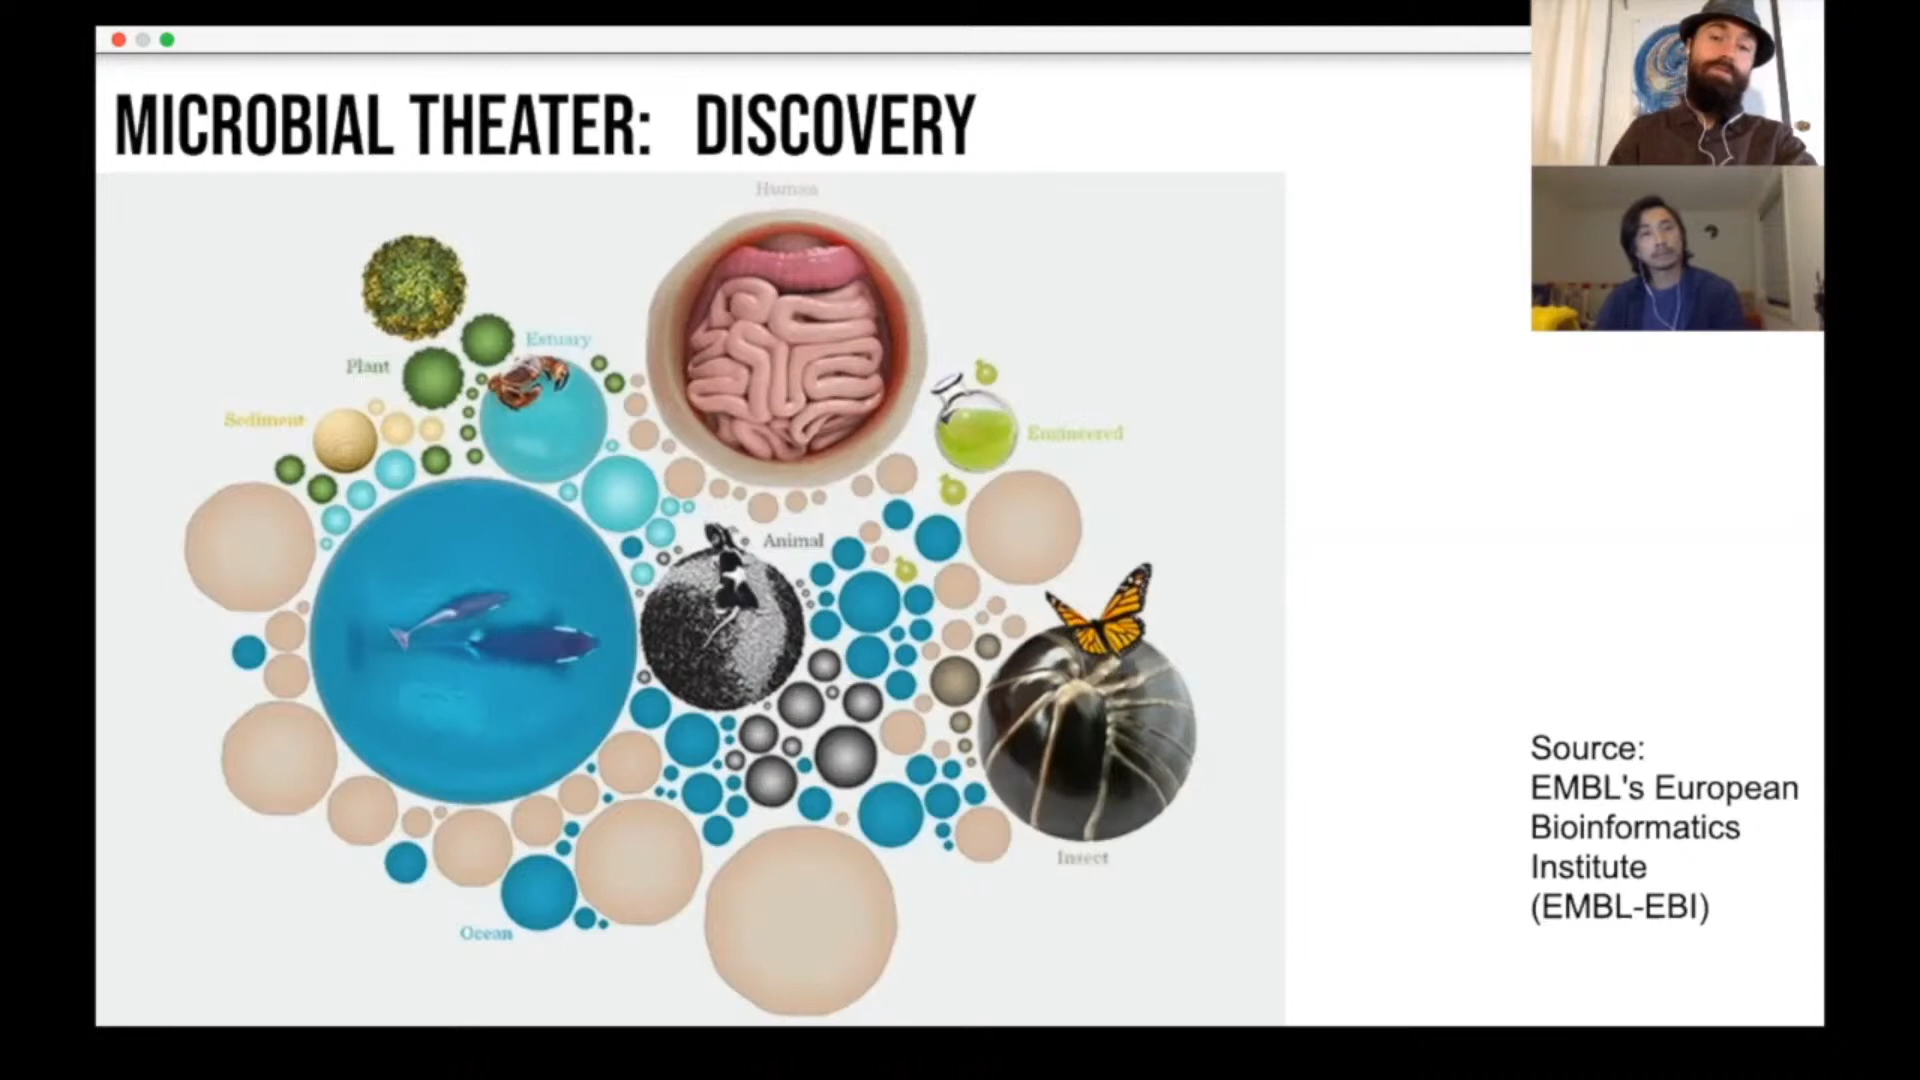 MICROBIAL THEATER: DISCOVERY
Human
Estuary
Plant
Sediment
Engineered
Animal
Insect
Ocean
Source:
EMBL's European
Bioinformatics
Institute
(EMBL-EBI)